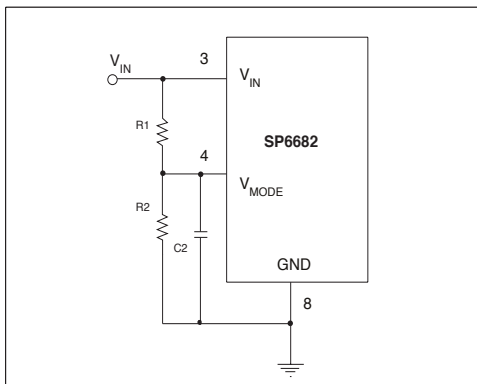 V_IN
3
V_IN
R1
SP6682
4
V_MODE
R2
C2
GND
8